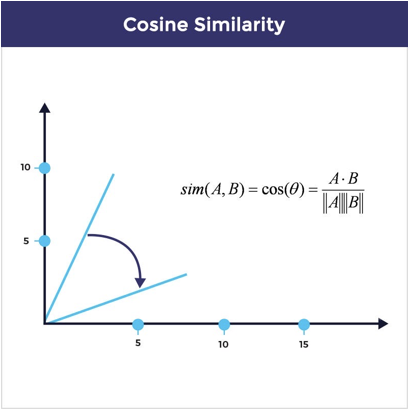 Cosine Similarity
10
sim(A, B) = cos(θ) = A · B / ‖A‖‖B‖
5
5
10
15